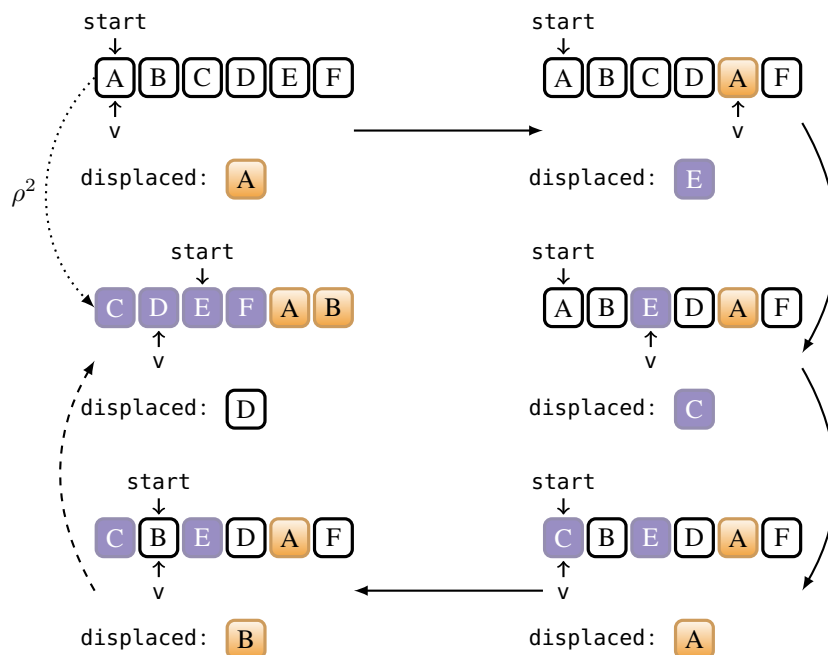 start
A B C D E F
v
displaced: A
start
A B C D A F
v
displaced: E
ρ²
start
C D E F A B
v
displaced: D
start
A B E D A F
v
displaced: C
start
C B E D A F
v
displaced: B
start
C B E D A F
v
displaced: A